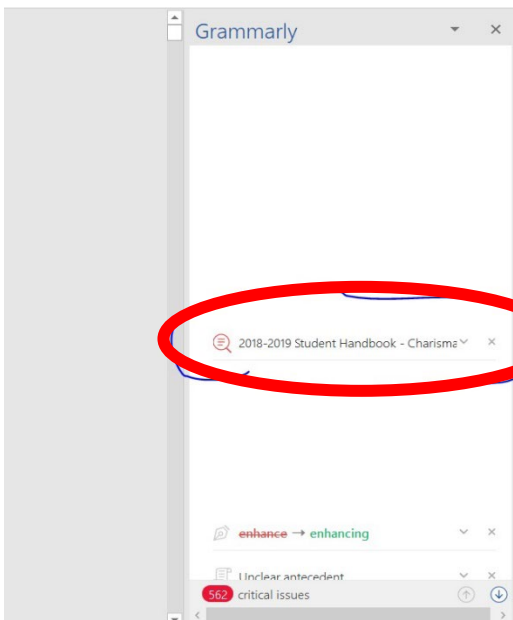 Grammarly
2018-2019 Student Handbook - Charisma
enhance → enhancing
Unclear antecedent
562 critical issues